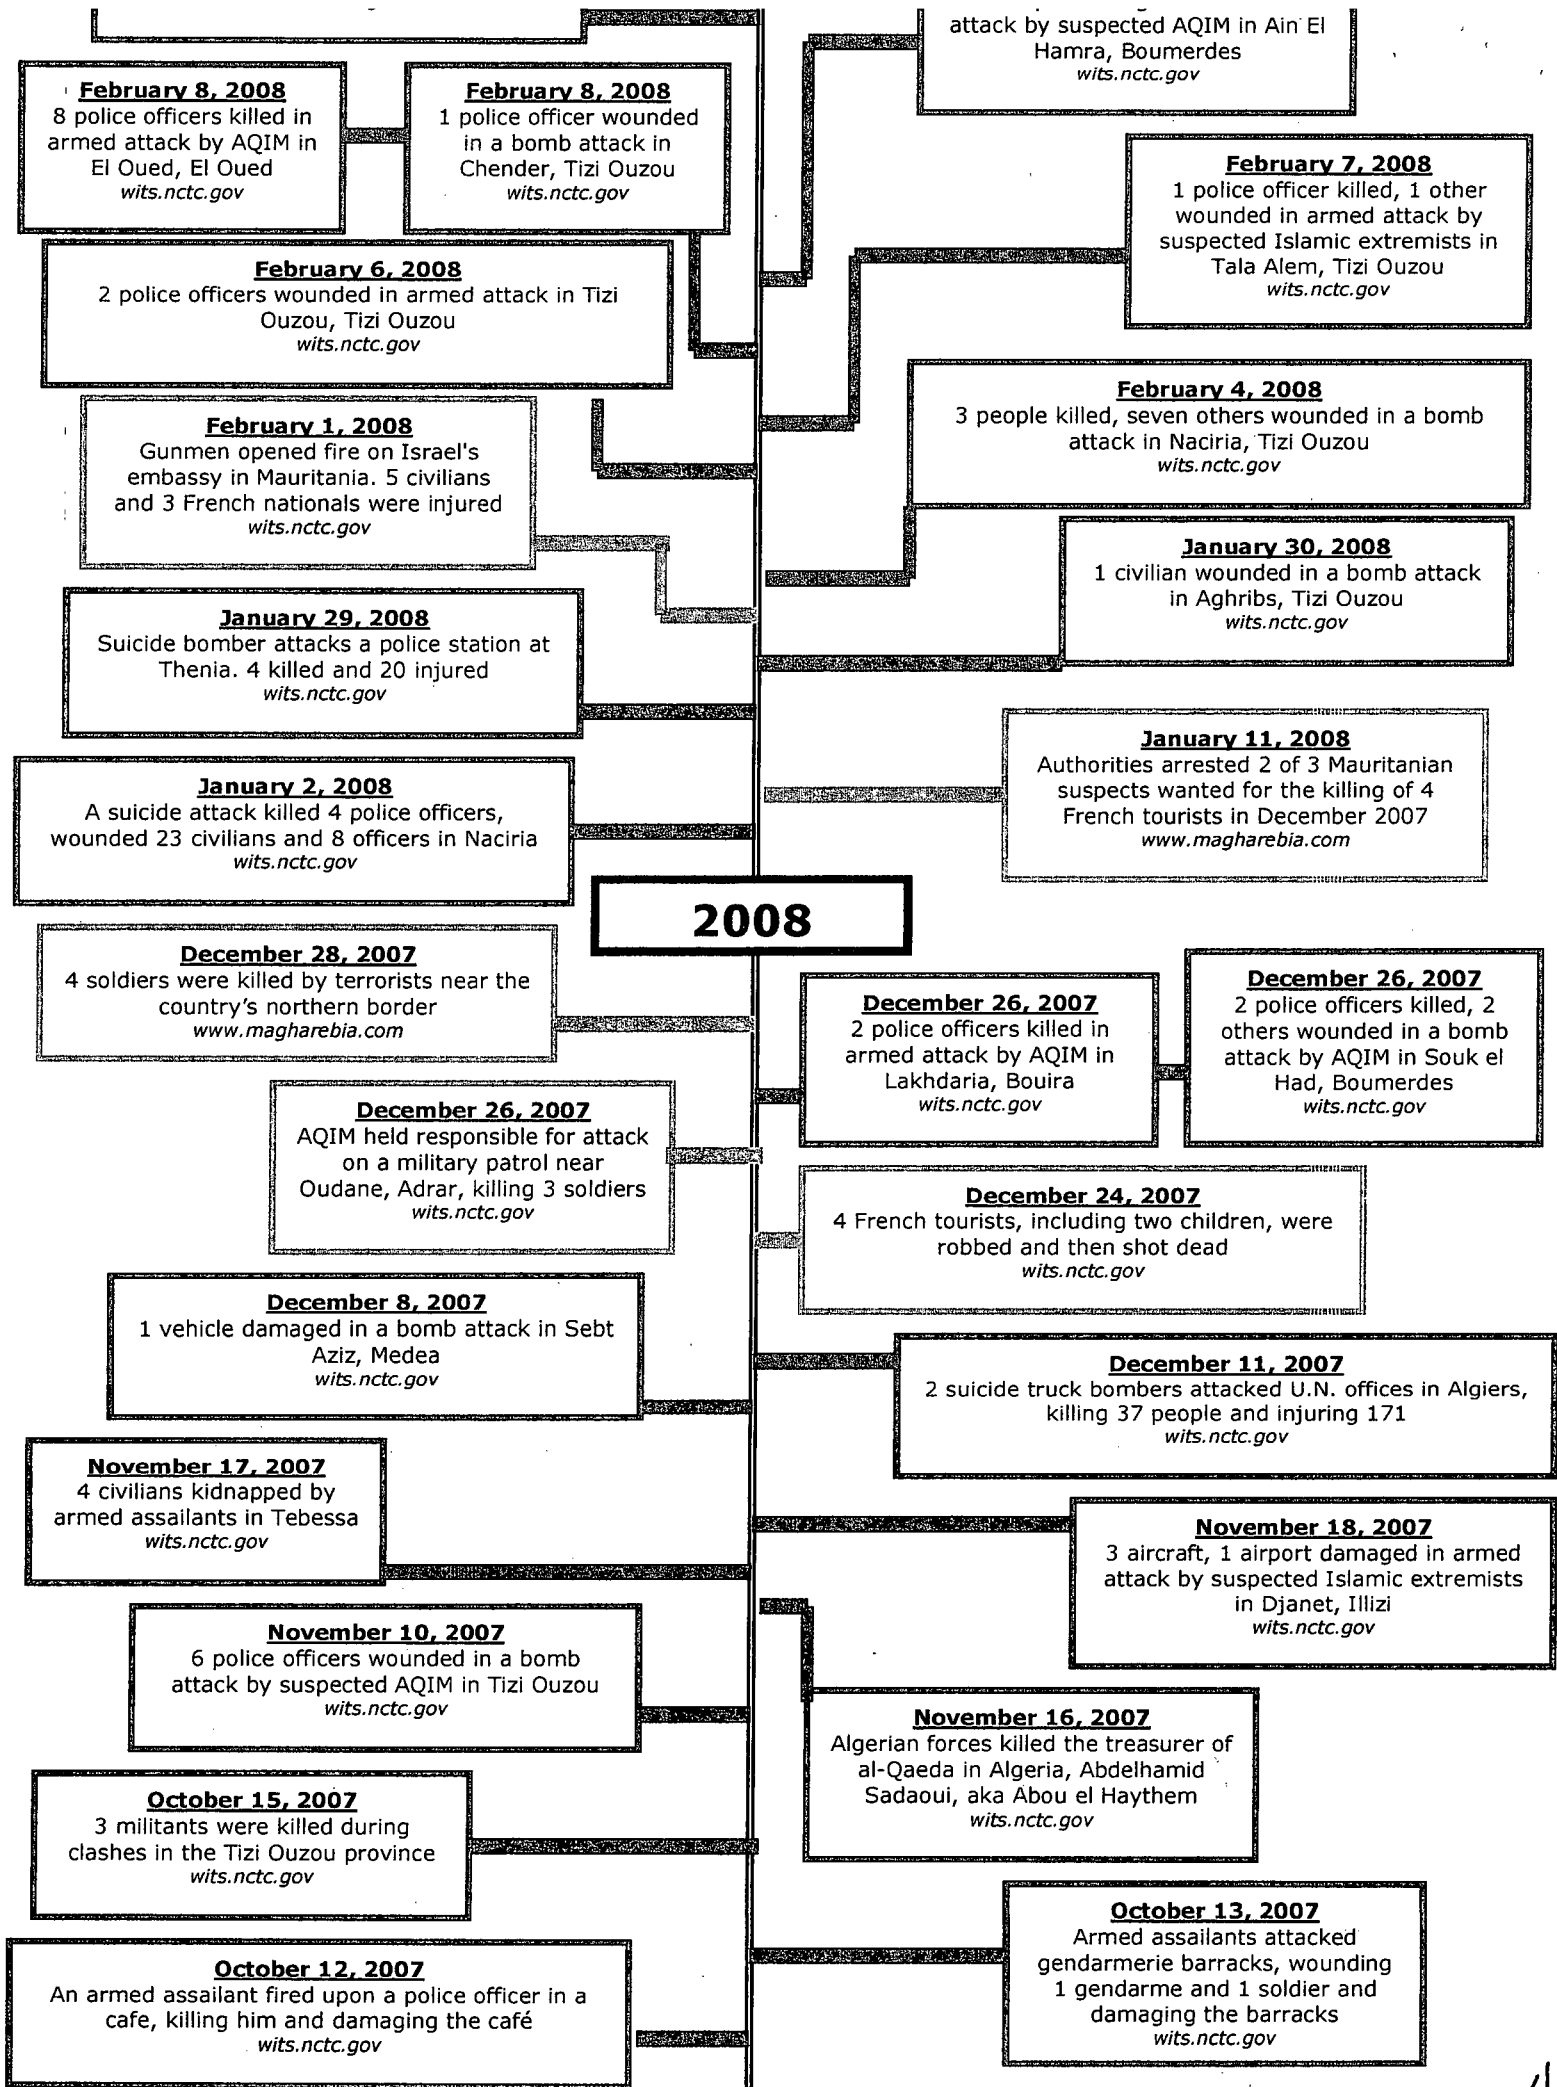 attack by suspected AQIM in Ain El
Hamra, Boumerdes
wits.nctc.gov
February 8, 2008
8 police officers killed in
armed attack by AQIM in
El Oued, El Oued
wits.nctc.gov
February 8, 2008
1 police officer wounded
in a bomb attack in
Chender, Tizi Ouzou
wits.nctc.gov
February 7, 2008
1 police officer killed, 1 other
wounded in armed attack by
suspected Islamic extremists in
Tala Alem, Tizi Ouzou
wits.nctc.gov
February 6, 2008
2 police officers wounded in armed attack in Tizi
Ouzou, Tizi Ouzou
wits.nctc.gov
February 4, 2008
3 people killed, seven others wounded in a bomb
attack in Naciria, Tizi Ouzou
wits.nctc.gov
February 1, 2008
Gunmen opened fire on Israel's
embassy in Mauritania. 5 civilians
and 3 French nationals were injured
wits.nctc.gov
January 30, 2008
1 civilian wounded in a bomb attack
in Aghribs, Tizi Ouzou
wits.nctc.gov
January 29, 2008
Suicide bomber attacks a police station at
Thenia. 4 killed and 20 injured
wits.nctc.gov
January 11, 2008
Authorities arrested 2 of 3 Mauritanian
suspects wanted for the killing of 4
French tourists in December 2007
www.magharebia.com
January 2, 2008
A suicide attack killed 4 police officers,
wounded 23 civilians and 8 officers in Naciria
wits.nctc.gov
2008
December 28, 2007
4 soldiers were killed by terrorists near the
country's northern border
www.magharebia.com
December 26, 2007
2 police officers killed in
armed attack by AQIM in
Lakhdaria, Bouira
wits.nctc.gov
December 26, 2007
2 police officers killed, 2
others wounded in a bomb
attack by AQIM in Souk el
Had, Boumerdes
wits.nctc.gov
December 26, 2007
AQIM held responsible for attack
on a military patrol near
Oudane, Adrar, killing 3 soldiers
wits.nctc.gov
December 24, 2007
4 French tourists, including two children, were
robbed and then shot dead
wits.nctc.gov
December 8, 2007
1 vehicle damaged in a bomb attack in Sebt
Aziz, Medea
wits.nctc.gov
December 11, 2007
2 suicide truck bombers attacked U.N. offices in Algiers,
killing 37 people and injuring 171
wits.nctc.gov
November 17, 2007
4 civilians kidnapped by
armed assailants in Tebessa
wits.nctc.gov
November 18, 2007
3 aircraft, 1 airport damaged in armed
attack by suspected Islamic extremists
in Djanet, Illizi
wits.nctc.gov
November 10, 2007
6 police officers wounded in a bomb
attack by suspected AQIM in Tizi Ouzou
wits.nctc.gov
November 16, 2007
Algerian forces killed the treasurer of
al-Qaeda in Algeria, Abdelhamid
Sadaoui, aka Abou el Haythem
wits.nctc.gov
October 15, 2007
3 militants were killed during
clashes in the Tizi Ouzou province
wits.nctc.gov
October 13, 2007
Armed assailants attacked
gendarmerie barracks, wounding
1 gendarme and 1 soldier and
damaging the barracks
wits.nctc.gov
October 12, 2007
An armed assailant fired upon a police officer in a
cafe, killing him and damaging the café
wits.nctc.gov